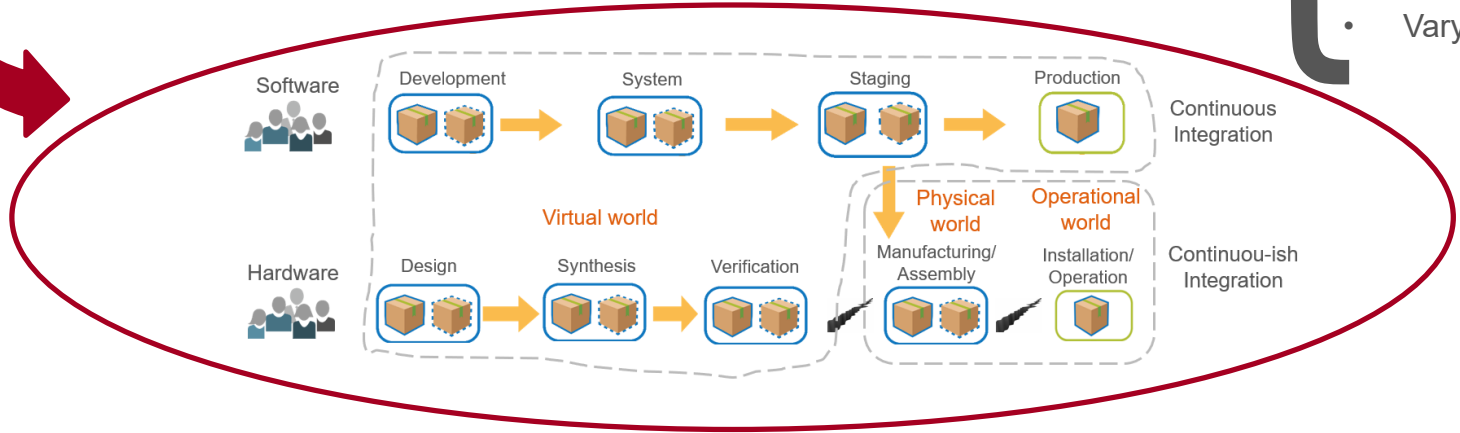 Vary
Software
Development
System
Staging
Production
Continuous
Integration
Virtual world
Physical
world
Operational
world
Hardware
Design
Synthesis
Verification
Manufacturing/
Assembly
Installation/
Operation
Continuou-ish
Integration